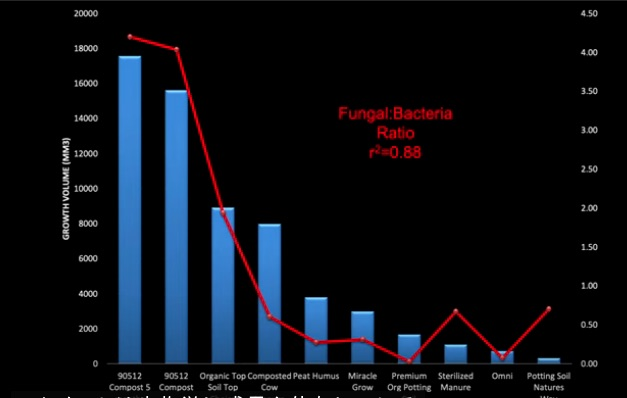 20000
18000
16000
14000
12000
10000
8000
6000
4000
2000
0
GROWTH VOLUME (MM3)
4.50
4.00
3.50
3.00
2.50
2.00
1.50
1.00
0.50
0.00
Fungal:Bacteria
Ratio
r²=0.88
90512
Compost 5
90512
Compost
Organic Top
Soil Top
Composted
Cow
Peat Humus
Miracle
Grow
Premium
Org Potting
Sterilized
Manure
Omni
Potting Soil
Natures